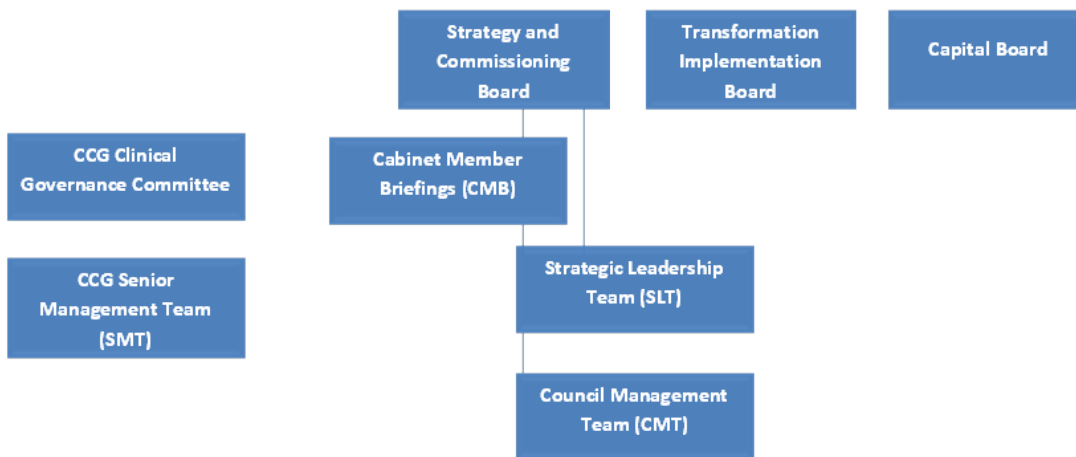 Strategy and
Commissioning
Board
Transformation
Implementation
Board
Capital Board
CCG Clinical
Governance Committee
Cabinet Member
Briefings (CMB)
CCG Senior
Management Team
(SMT)
Strategic Leadership
Team (SLT)
Council Management
Team (CMT)